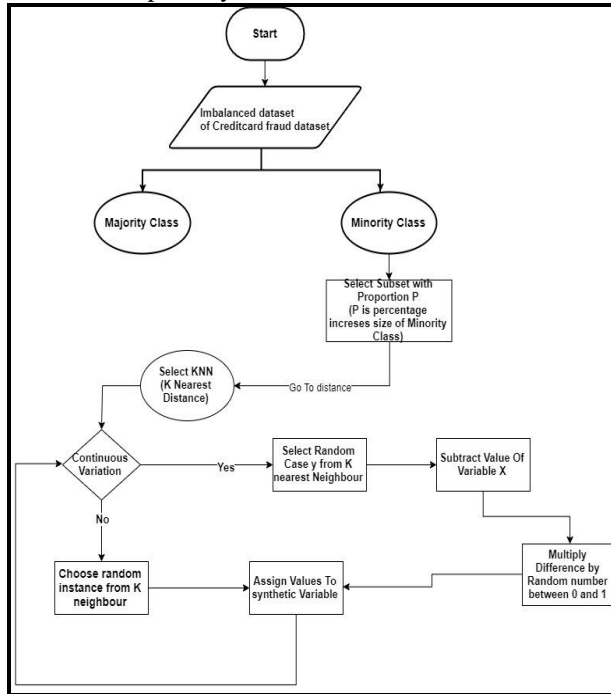 Start
Imbalanced dataset
of Creditcard fraud dataset
Majority Class
Minority Class
Select Subset with
Proportion P
(P is percentage
increses size of Minority
Class)
Select KNN
(K Nearest
Distance)
Go To distance
Continuous
Variation
Yes
Select Random
Case y from K
nearest Neighbour
Subtract Value Of
Variable X
No
Choose random
instance from K
neighbour
Assign Values To
synthetic Variable
Multiply
Difference by
Random number
between 0 and 1